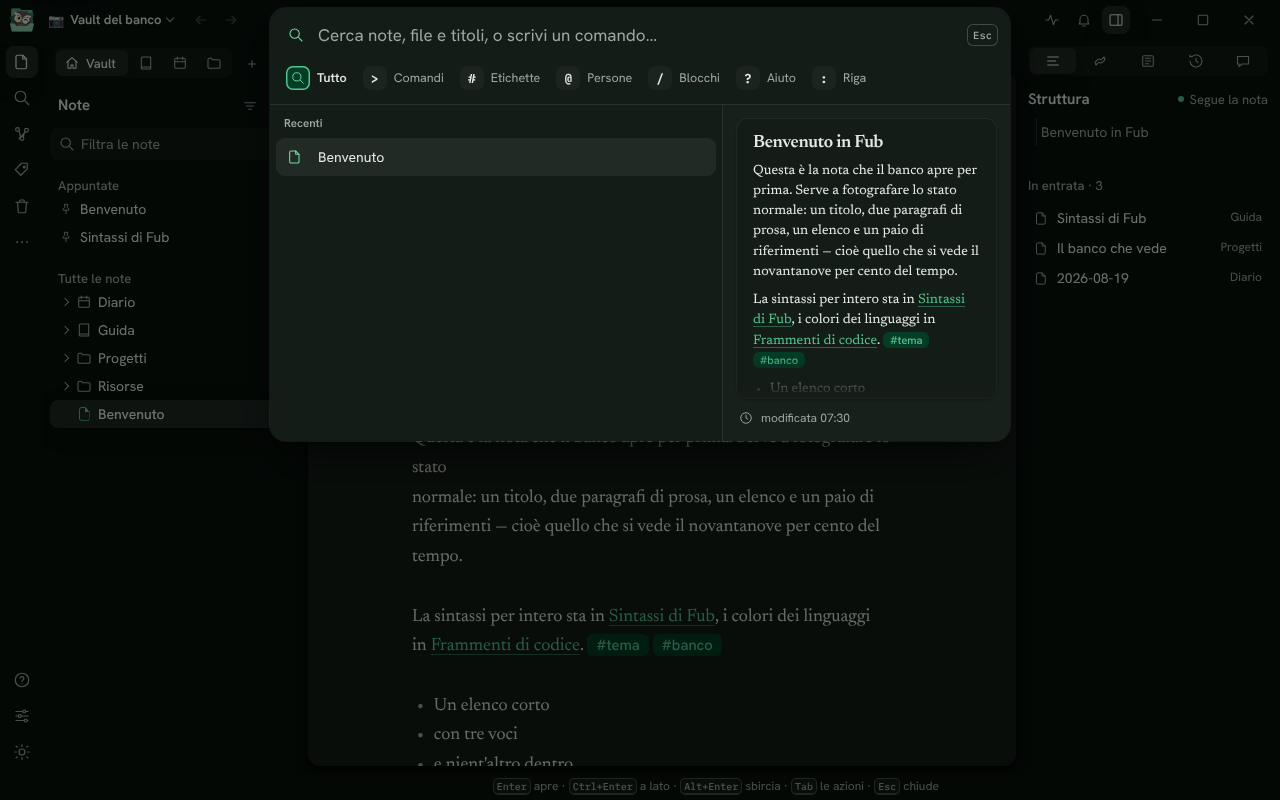 Vault del banco
Cerca note, file e titoli, o scrivi un comando...
Esc
Tutto
> Comandi
# Etichette
@ Persone
/ Blocchi
? Aiuto
: Riga
Vault
Note
Filtra le note
Appuntate
Benvenuto
Sintassi di Fub
Tutte le note
Diario
Guida
Progetti
Risorse
Benvenuto
Recenti
Benvenuto
Benvenuto in Fub
Questa è la nota che il banco apre per
prima. Serve a fotografare lo stato
normale: un titolo, due paragrafi di
prosa, un elenco e un paio di
riferimenti — cioè quello che si vede il
novantanove per cento del tempo.
La sintassi per intero sta in Sintassi
di Fub, i colori dei linguaggi in
Frammenti di codice. #tema
#banco
• Un elenco corto
modificata 07:30
Struttura
Segue la nota
Benvenuto in Fub
In entrata · 3
Sintassi di Fub Guida
Il banco che vede Progetti
2026-08-19 Diario
stato
normale: un titolo, due paragrafi di prosa, un elenco e un paio di
riferimenti — cioè quello che si vede il novantanove per cento del
tempo.
La sintassi per intero sta in Sintassi di Fub, i colori dei linguaggi
in Frammenti di codice. #tema #banco
• Un elenco corto
• con tre voci
• e nient'altro dentro
Enter apre · Ctrl+Enter a lato · Alt+Enter sbircia · Tab le azioni · Esc chiude